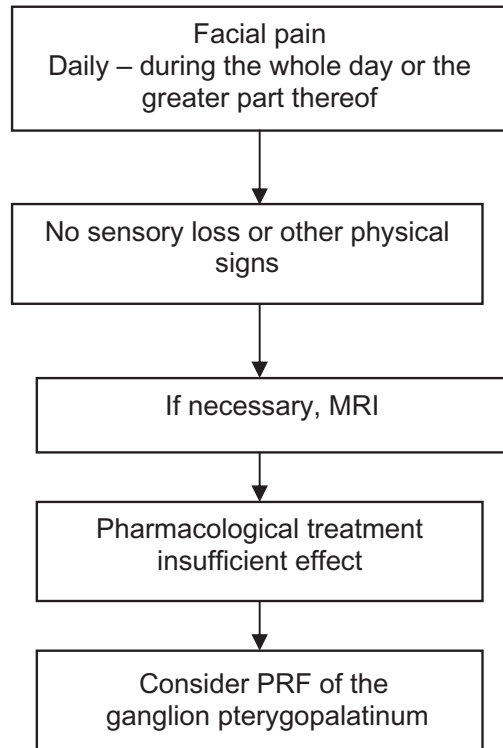 Facial pain
Daily – during the whole day or the
greater part thereof
No sensory loss or other physical
signs
If necessary, MRI
Pharmacological treatment
insufficient effect
Consider PRF of the
ganglion pterygopalatinum